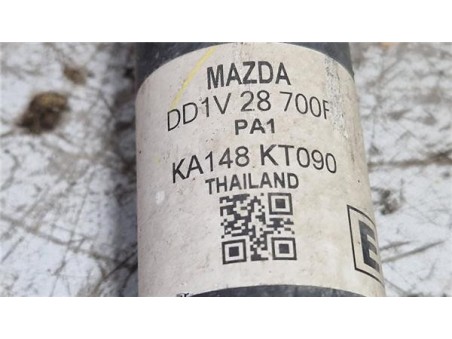 MAZDA
DD1V 28 700F
PA1
KA148 KT090
THAILAND
E